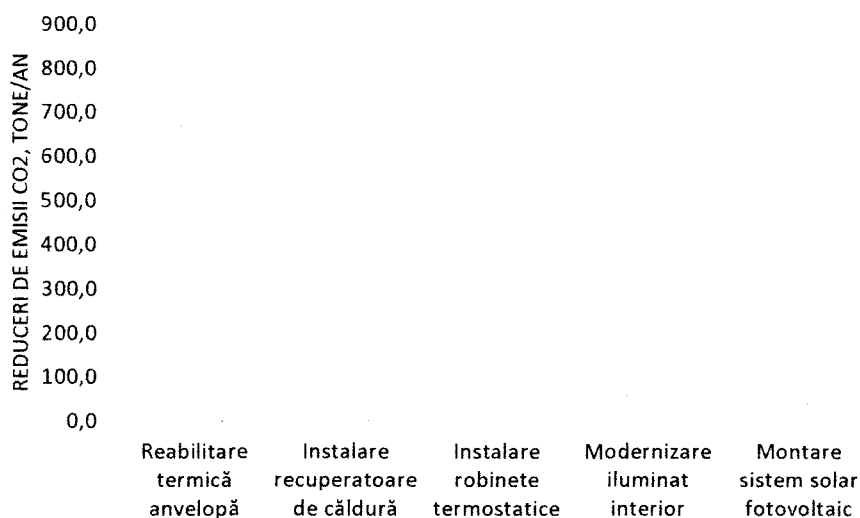 REDUCERI DE EMISII CO2, TONE/AN
900,0
800,0
700,0
600,0
500,0
400,0
300,0
200,0
100,0
0,0
Reabilitare termică anvelopă
Instalare recuperatoare de căldură
Instalare robinete termostatice
Modernizare iluminat interior
Montare sistem solar fotovoltaic